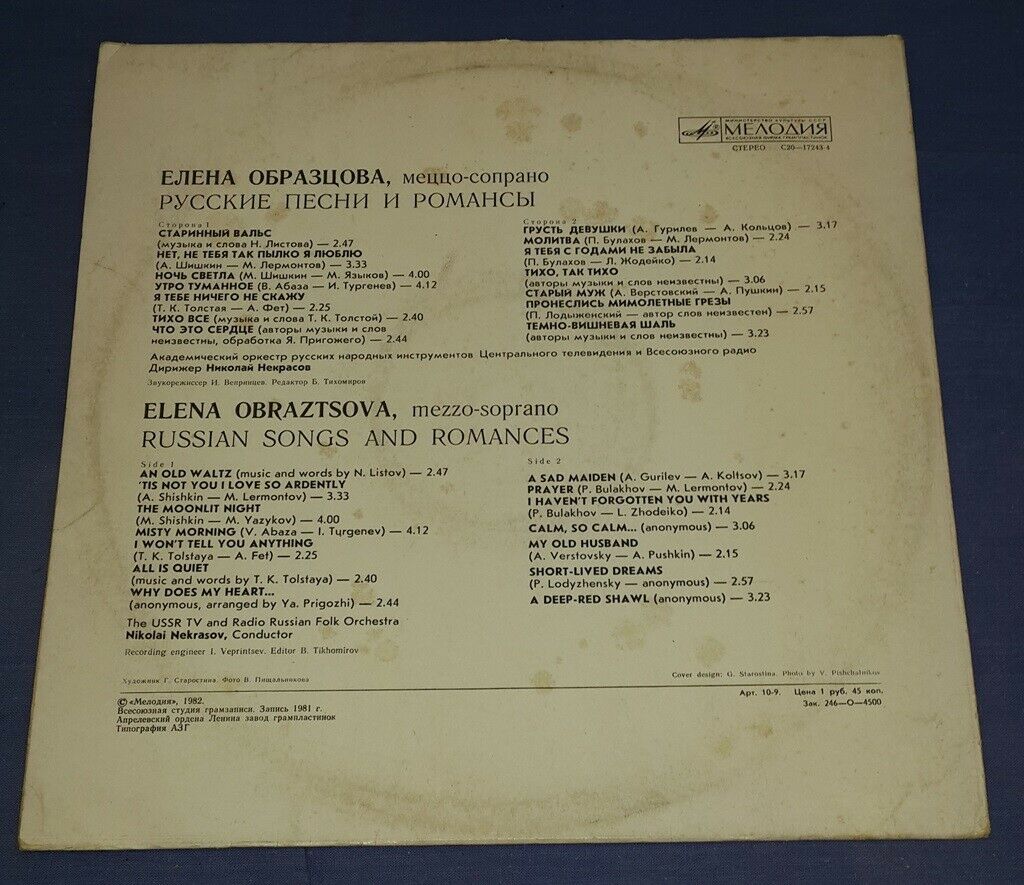 МИНИСТЕРСТВО КУЛЬТУРЫ СССР
МЕЛОДИЯ
ВСЕСОЮЗНАЯ ФИРМА ГРАМПЛАСТИНОК
СТЕРЕО С20—17243-4
ЕЛЕНА ОБРАЗЦОВА, меццо-сопрано
РУССКИЕ ПЕСНИ И РОМАНСЫ
Сторона 1
СТАРИННЫЙ ВАЛЬС
(музыка и слова Н. Листова) — 2.47
НЕТ, НЕ ТЕБЯ ТАК ПЫЛКО Я ЛЮБЛЮ
(А. Шишкин — М. Лермонтов) — 3.33
НОЧЬ СВЕТЛА (М. Шишкин — М. Языков) — 4.00
УТРО ТУМАННОЕ (В. Абаза — И. Тургенев) — 4.12
Я ТЕБЕ НИЧЕГО НЕ СКАЖУ
(Т. К. Толстая — А. Фет) — 2.25
ТИХО ВСЕ (музыка и слова Т. К. Толстой) — 2.40
ЧТО ЭТО СЕРДЦЕ (авторы музыки и слов
неизвестны, обработка Я. Пригожего) — 2.44
Сторона 2
ГРУСТЬ ДЕВУШКИ (А. Гурилев — А. Кольцов) — 3.17
МОЛИТВА (П. Булахов — М. Лермонтов) — 2.24
Я ТЕБЯ С ГОДАМИ НЕ ЗАБЫЛА
(П. Булахов — Л. Жодейко) — 2.14
ТИХО, ТАК ТИХО
(авторы музыки и слов неизвестны) — 3.06
СТАРЫЙ МУЖ (А. Верстовский — А. Пушкин) — 2.15
ПРОНЕСЛИСЬ МИМОЛЕТНЫЕ ГРЕЗЫ
(П. Лодыженский — автор слов неизвестен) — 2.57
ТЕМНО-ВИШНЕВАЯ ШАЛЬ
(авторы музыки и слов неизвестны) — 3.23
Академический оркестр русских народных инструментов Центрального телевидения и Всесоюзного радио
Дирижер Николай Некрасов
Звукорежиссер И. Вепринцев. Редактор Б. Тихомиров
ELENA OBRAZTSOVA, mezzo-soprano
RUSSIAN SONGS AND ROMANCES
Side 1
AN OLD WALTZ (music and words by N. Listov) — 2.47
'TIS NOT YOU I LOVE SO ARDENTLY
(A. Shishkin — M. Lermontov) — 3.33
THE MOONLIT NIGHT
(M. Shishkin — M. Yazykov) — 4.00
MISTY MORNING (V. Abaza — I. Turgenev) — 4.12
I WON'T TELL YOU ANYTHING
(T. K. Tolstaya — A. Fet) — 2.25
ALL IS QUIET
(music and words by T. K. Tolstaya) — 2.40
WHY DOES MY HEART...
(anonymous, arranged by Ya. Prigozhi) — 2.44
Side 2
A SAD MAIDEN (A. Gurilev — A. Koltsov) — 3.17
PRAYER (P. Bulakhov — M. Lermontov) — 2.24
I HAVEN'T FORGOTTEN YOU WITH YEARS
(P. Bulakhov — L. Zhodeiko) — 2.14
CALM, SO CALM... (anonymous) — 3.06
MY OLD HUSBAND
(A. Verstovsky — A. Pushkin) — 2.15
SHORT-LIVED DREAMS
(P. Lodyzhensky — anonymous) — 2.57
A DEEP-RED SHAWL (anonymous) — 3.23
The USSR TV and Radio Russian Folk Orchestra
Nikolai Nekrasov, Conductor
Recording engineer I. Veprintsev. Editor B. Tikhomirov
Художник Г. Старостина. Фото В. Пищальникова
Cover design: G. Starostina. Photo by V. Pishchalnikov
© «Мелодия», 1982.
Всесоюзная студия грамзаписи. Запись 1981 г.
Апрелевский ордена Ленина завод грампластинок
Типография АЗГ
Арт. 10-9. Цена 1 руб. 45 коп.
Зак. 246—О—4500